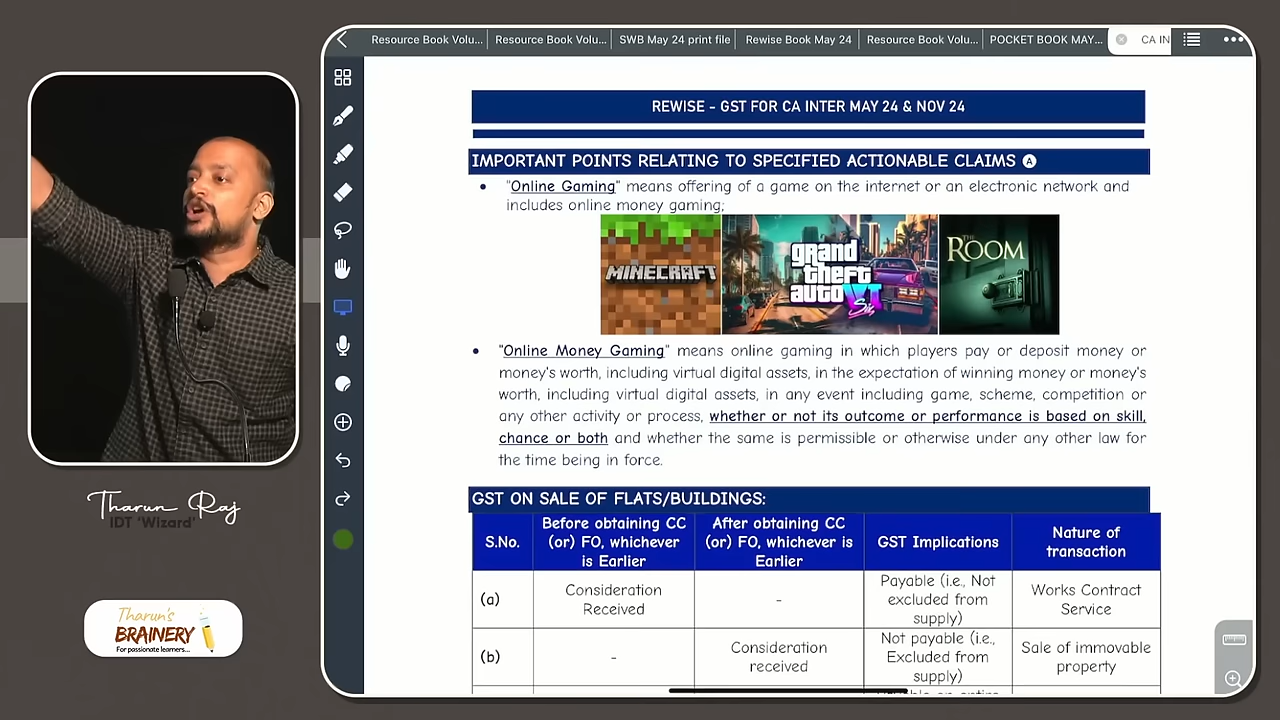 Resource Book Volu...
Resource Book Volu...
SWB May 24 print file
Rewise Book May 24
Resource Book Volu...
POCKET BOOK MAY...
CA IN
REWISE - GST FOR CA INTER MAY 24 & NOV 24
IMPORTANT POINTS RELATING TO SPECIFIED ACTIONABLE CLAIMS A
• "Online Gaming" means offering of a game on the internet or an electronic network and
includes online money gaming;
MINECRAFT
grand
theft
auto VI
Six
THE
ROOM
• "Online Money Gaming" means online gaming in which players pay or deposit money or
money's worth, including virtual digital assets, in the expectation of winning money or money's
worth, including virtual digital assets, in any event including game, scheme, competition or
any other activity or process, whether or not its outcome or performance is based on skill,
chance or both and whether the same is permissible or otherwise under any other law for
the time being in force.
GST ON SALE OF FLATS/BUILDINGS:
S.No.
Before obtaining CC
(or) FO, whichever
is Earlier
After obtaining CC
(or) FO, whichever is
Earlier
GST Implications
Nature of
transaction
(a)
Consideration
Received
-
Payable (i.e., Not
excluded from
supply)
Works Contract
Service
(b)
-
Consideration
received
Not payable (i.e.,
Excluded from
supply)
Sale of immovable
property
Tharun Raj
IDT 'Wizard'
Tharun's
BRAINERY
For passionate learners...